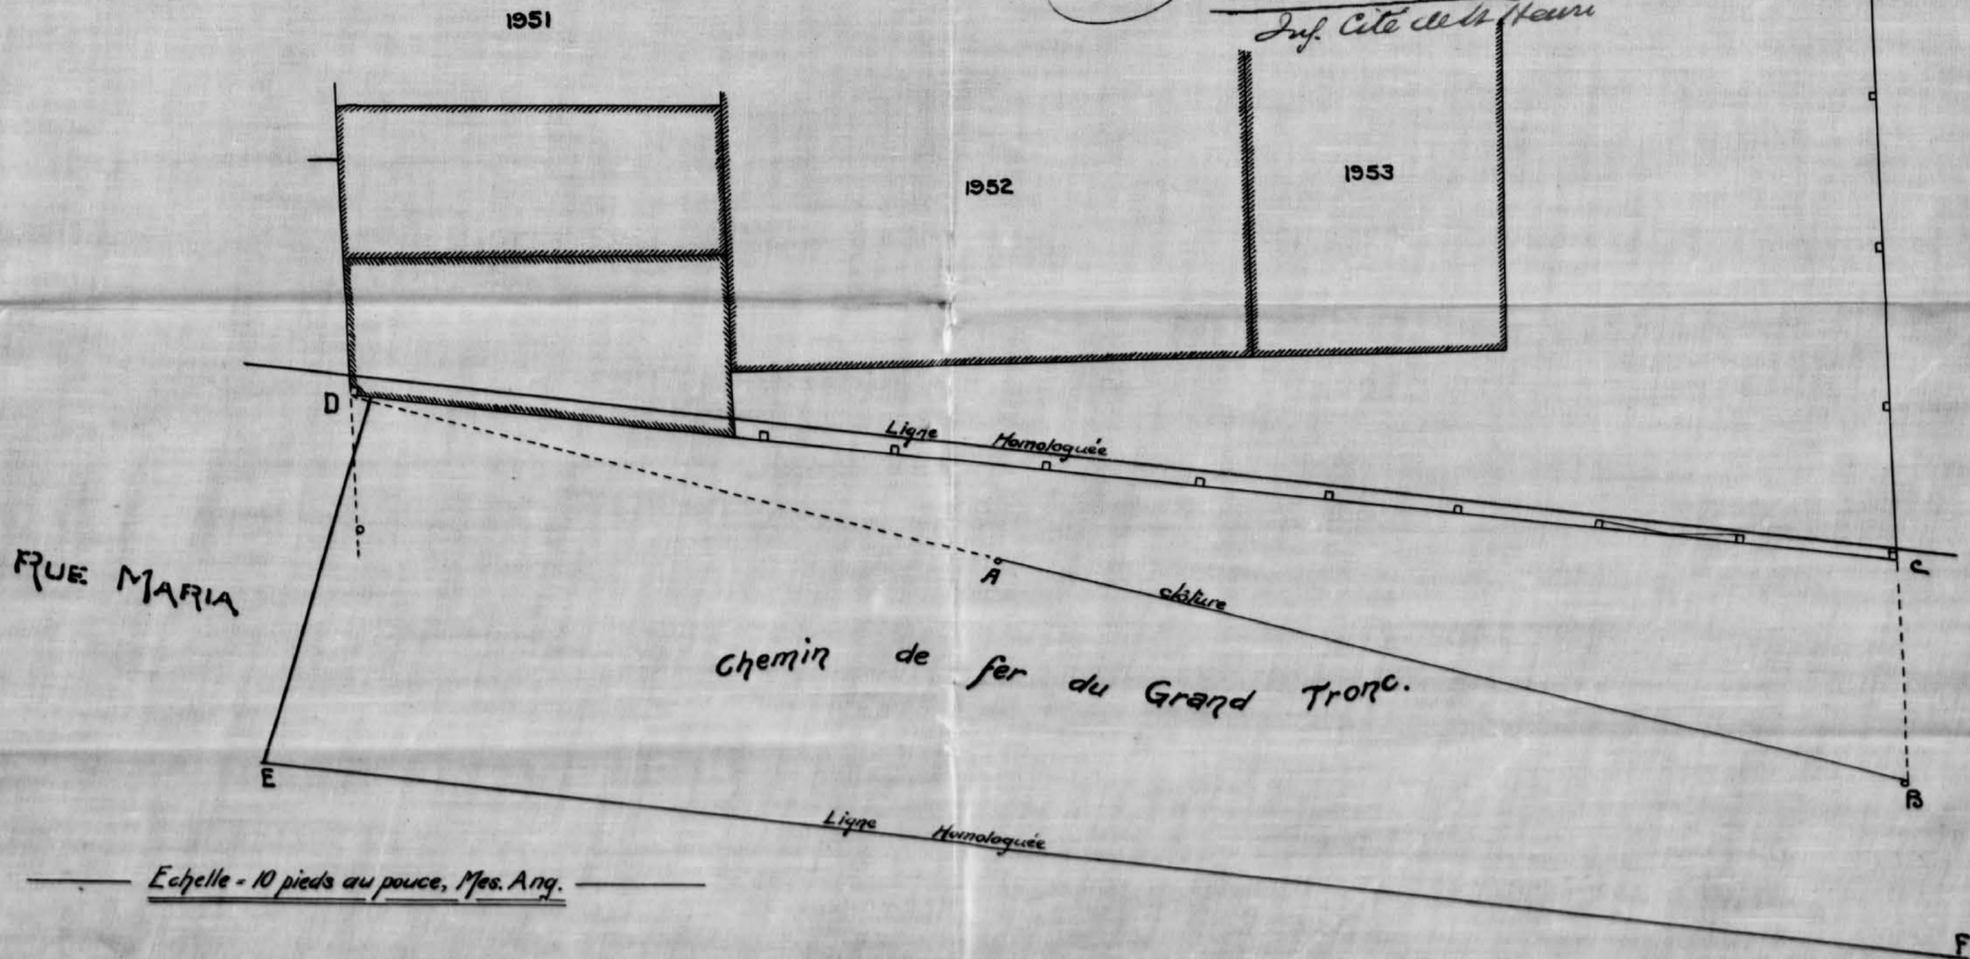 Inf. Cité de St Henri
1951
1952
1953
D
Ligne Homologuée
C
A
clôture
RUE MARIA
Chemin de fer du Grand Tronc.
B
E
Ligne Homologuée
Echelle - 10 pieds au pouce, Mes. Ang.
F